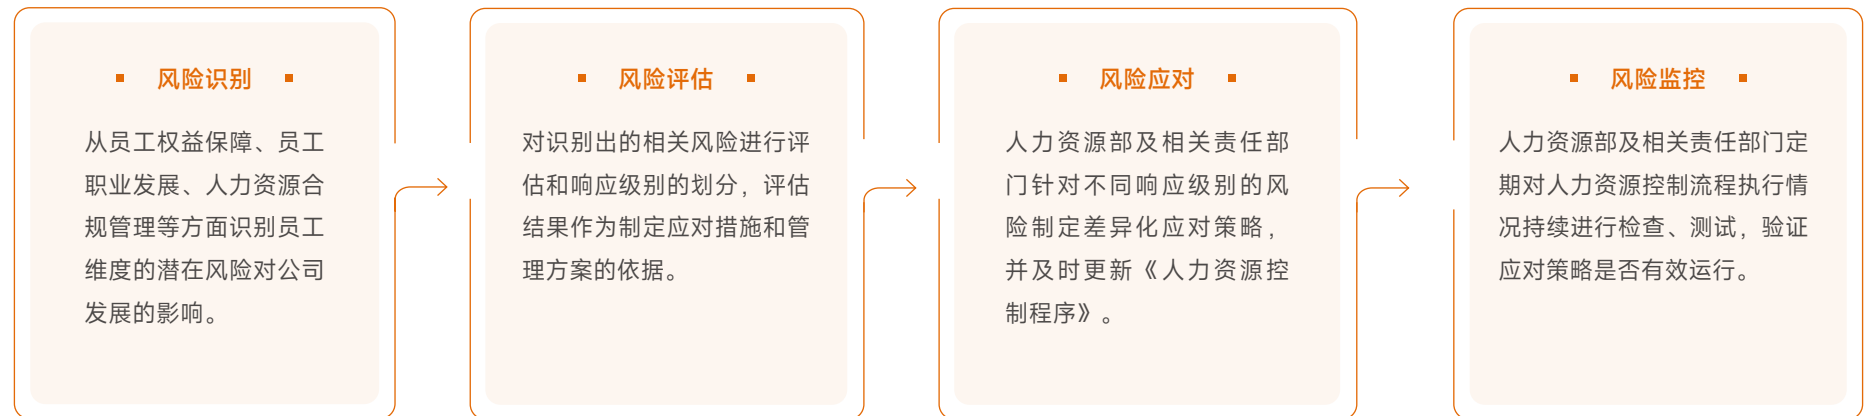 风险识别
从员工权益保障、员工
职业发展、人力资源合
规管理等方面识别员工
维度的潜在风险对公司
发展的影响。
风险评估
对识别出的相关风险进行评
估和响应级别的划分，评估
结果作为制定应对措施和管
理方案的依据。
风险应对
人力资源部及相关责任部
门针对不同响应级别的风
险制定差异化应对策略，
并及时更新《人力资源控
制程序》。
风险监控
人力资源部及相关责任部门定
期对人力资源控制流程执行情
况持续进行检查、测试，验证
应对策略是否有效运行。